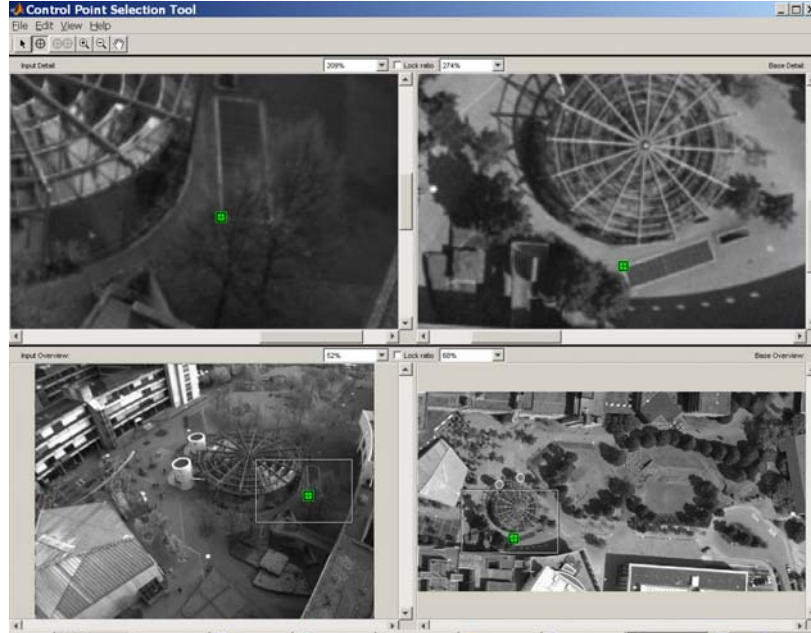 Control Point Selection Tool
File Edit View Help
Input Detail: 209% Lock ratio 274% Base Detail:
Input Overview: 52% Lock ratio 68% Base Overview: